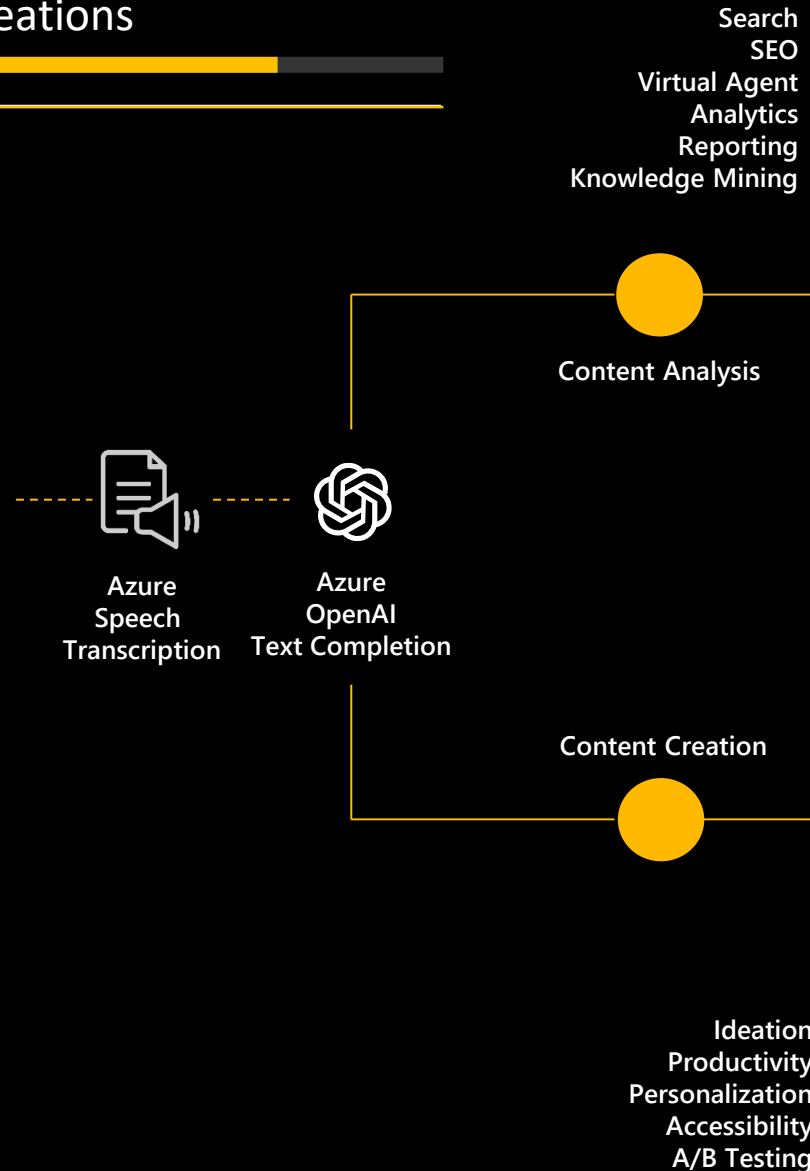 eations
Search
SEO
Virtual Agent
Analytics
Reporting
Knowledge Mining
Content Analysis
Azure
Speech
Transcription
Azure
OpenAI
Text Completion
Content Creation
Ideation
Productivity
Personalization
Accessibility
A/B Testing